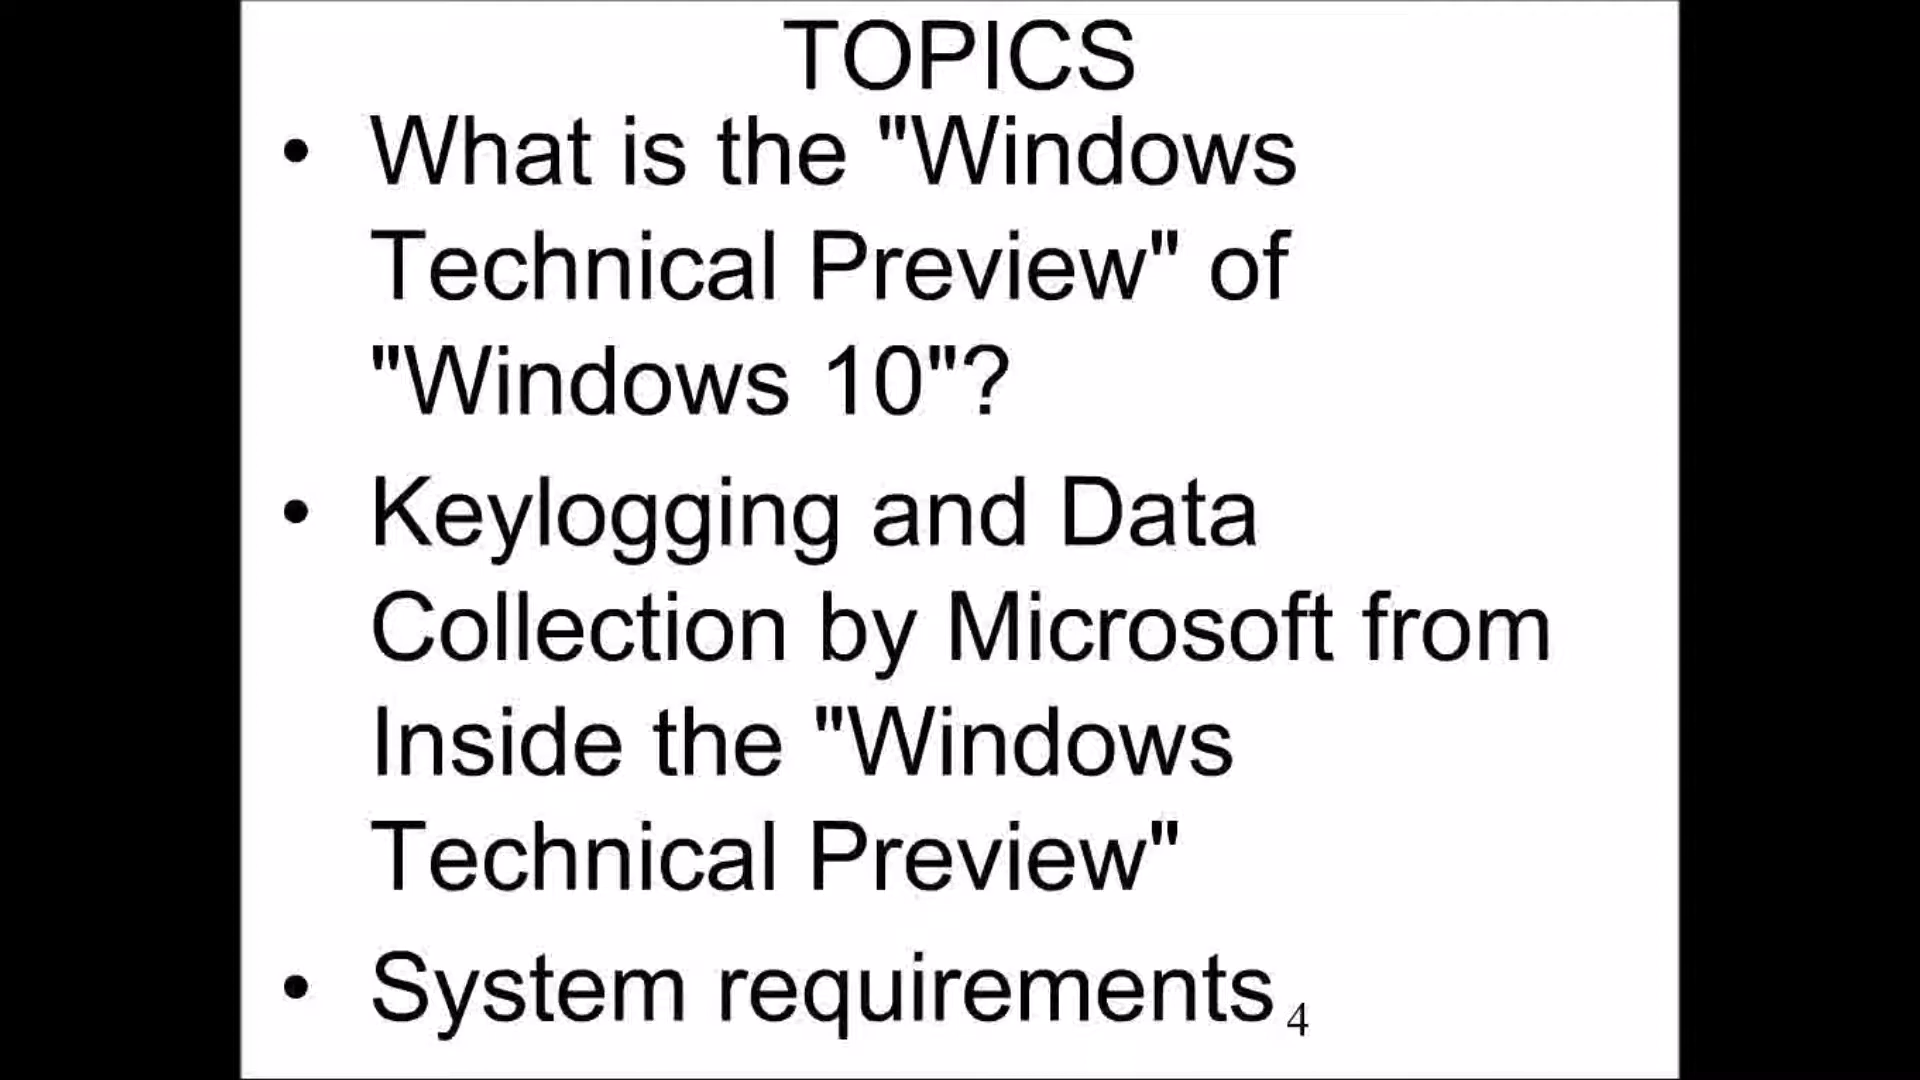 TOPICS
• What is the "Windows
Technical Preview" of
"Windows 10"?
• Keylogging and Data
Collection by Microsoft from
Inside the "Windows
Technical Preview"
• System requirements
4